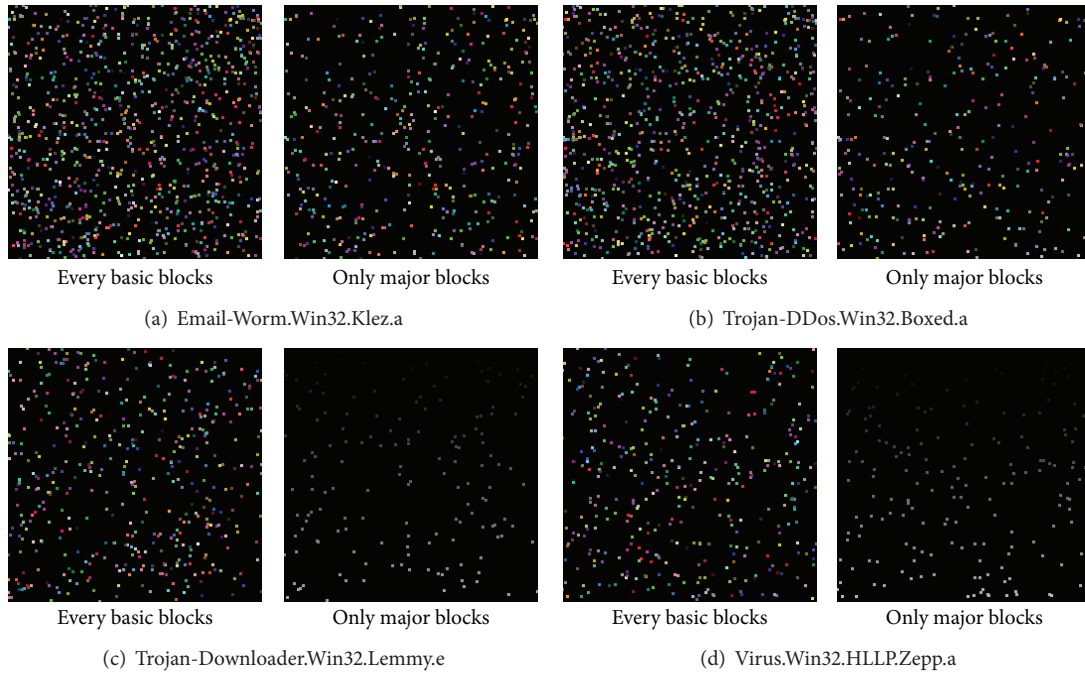 Every basic blocks
Only major blocks
Every basic blocks
Only major blocks
(a) Email-Worm.Win32.Klez.a
(b) Trojan-DDos.Win32.Boxed.a
Every basic blocks
Only major blocks
Every basic blocks
Only major blocks
(c) Trojan-Downloader.Win32.Lemmy.e
(d) Virus.Win32.HLLP.Zepp.a